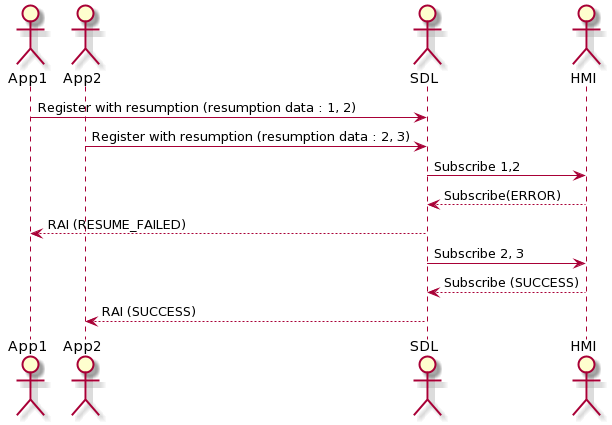 App1 App2 SDL HMI
Register with resumption (resumption data : 1, 2)
Register with resumption (resumption data : 2, 3)
Subscribe 1,2
Subscribe(ERROR)
RAI (RESUME_FAILED)
Subscribe 2, 3
Subscribe (SUCCESS)
RAI (SUCCESS)
App1 App2 SDL HMI